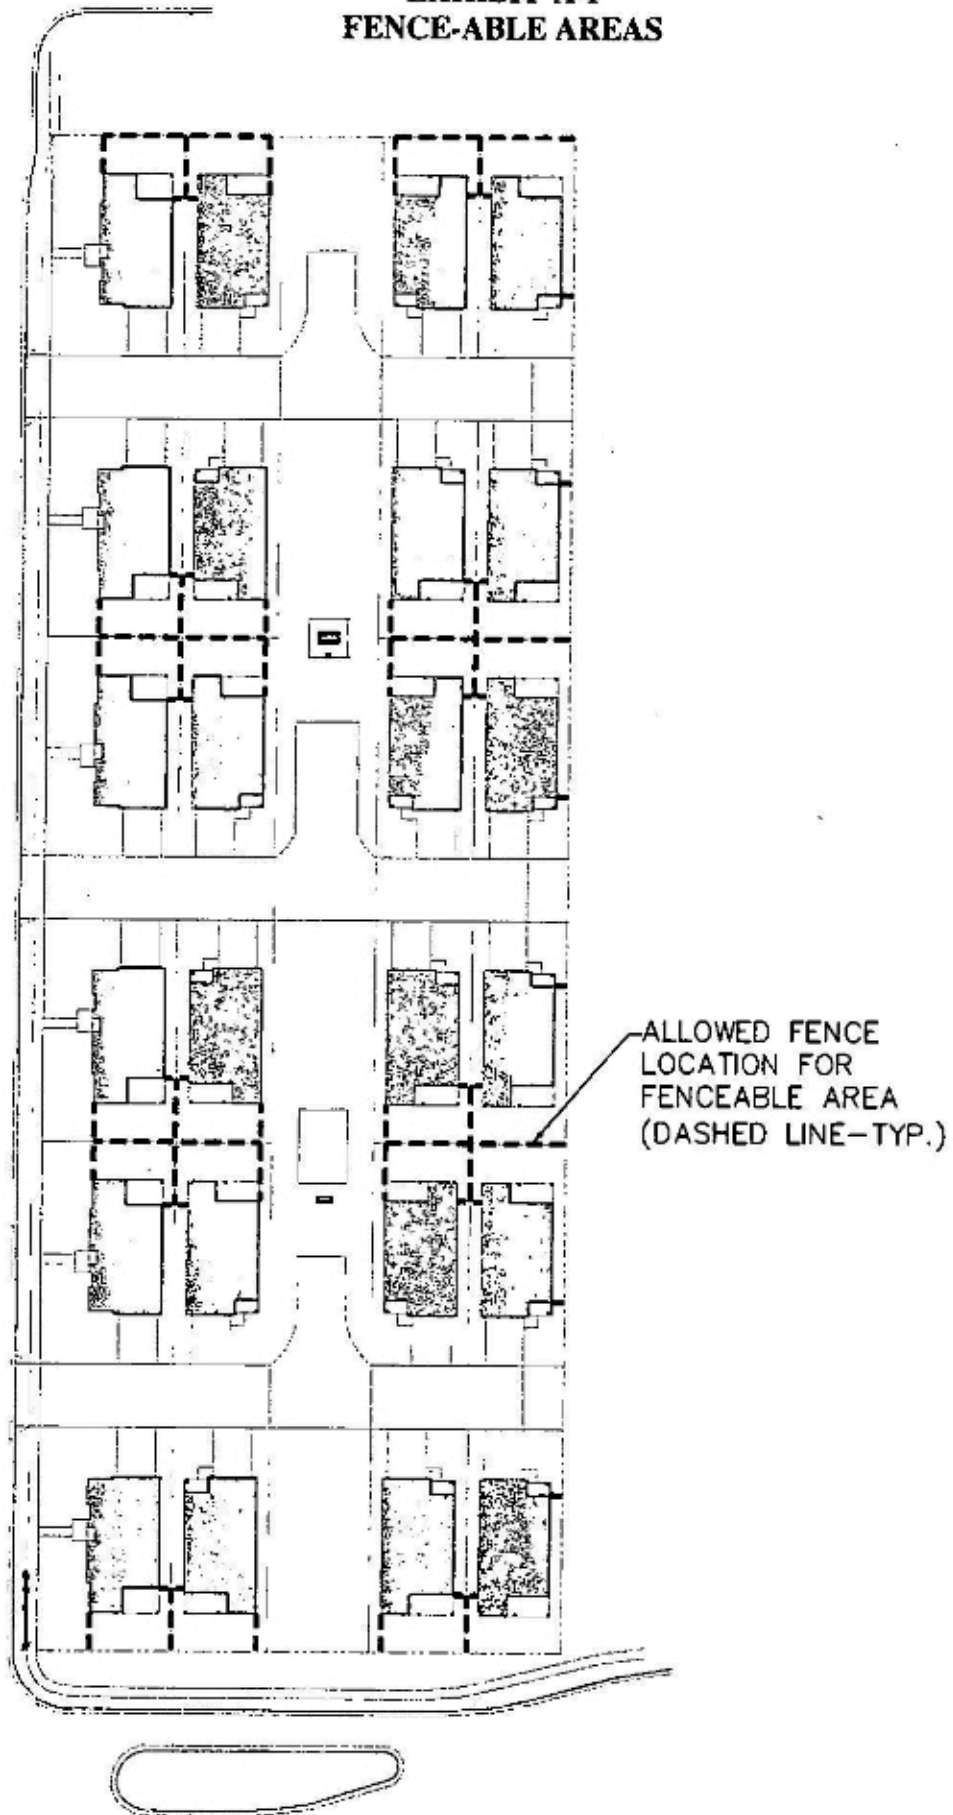 FENCE-ABLE AREAS
ALLOWED FENCE
LOCATION FOR
FENCEABLE AREA
(DASHED LINE-TYP.)